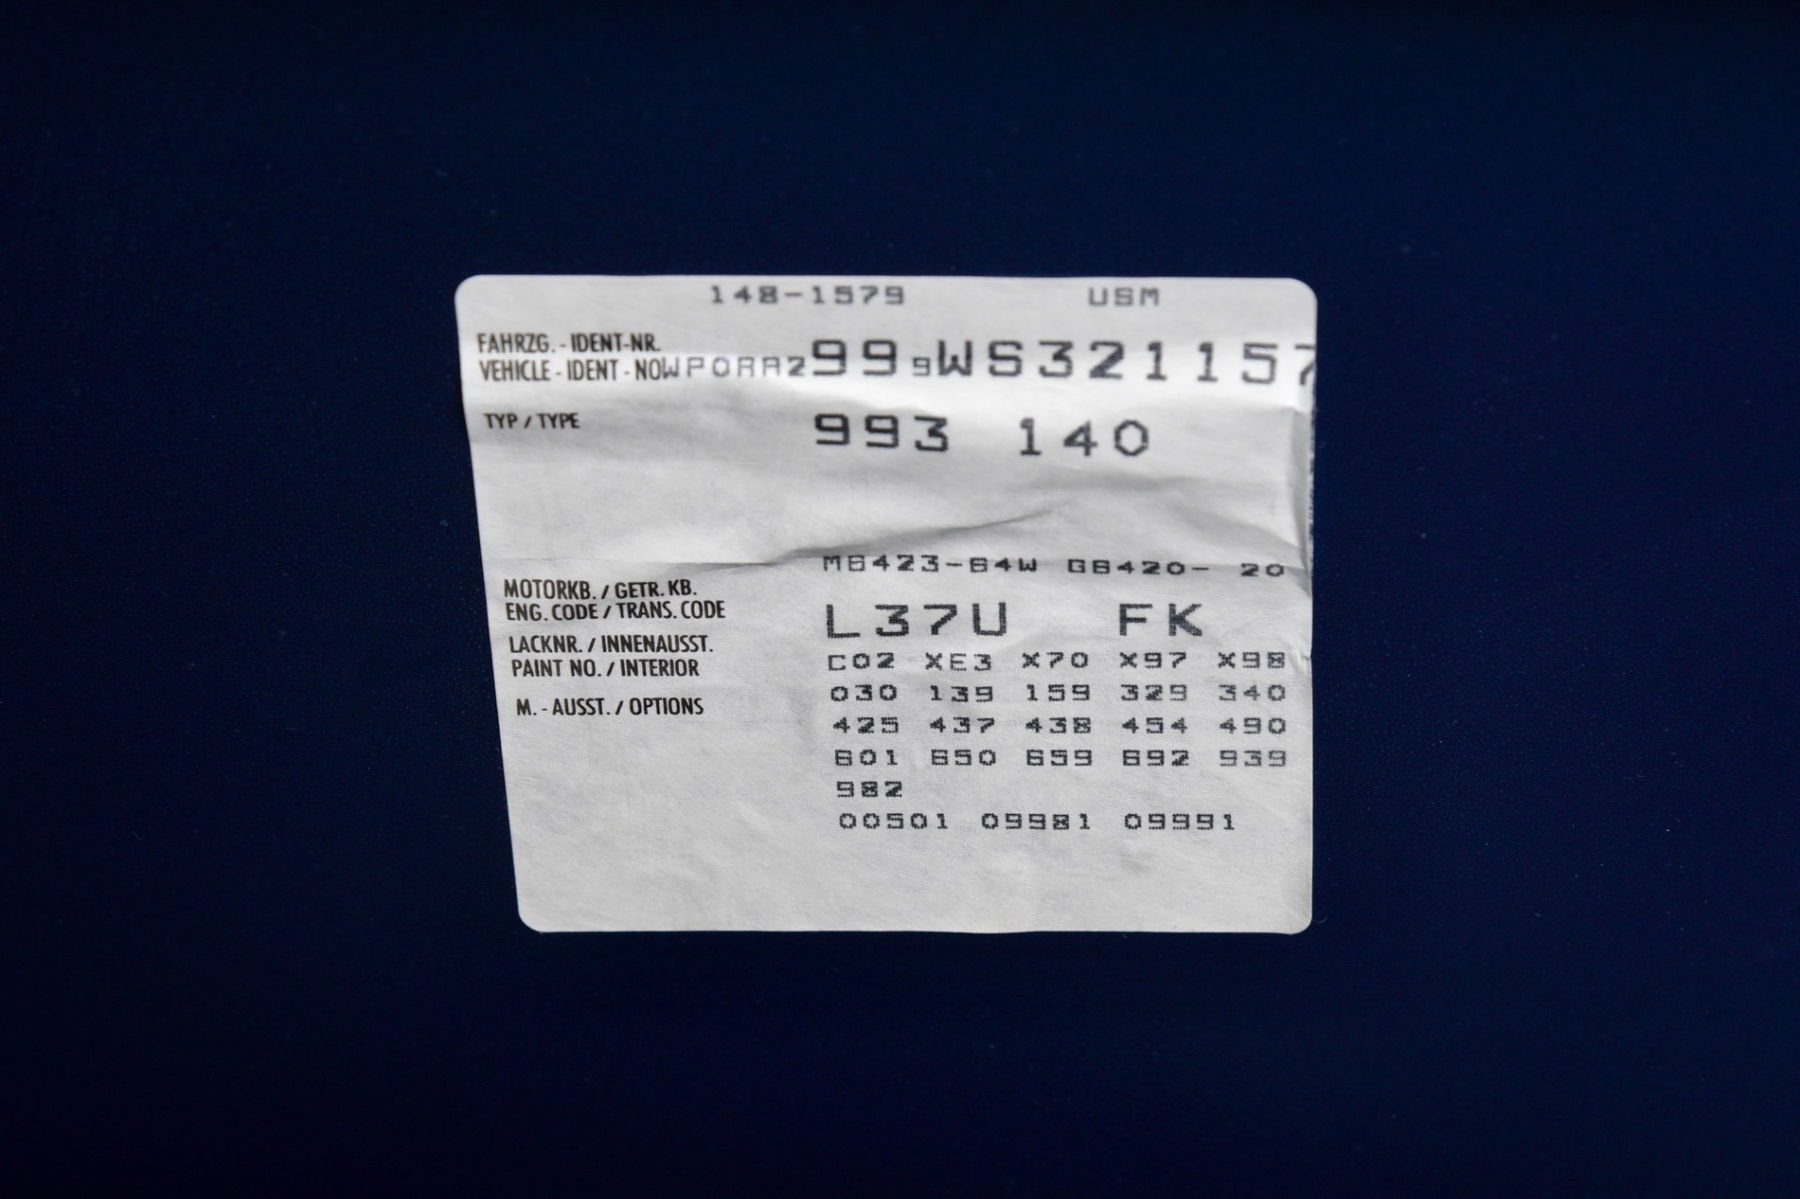 148-1579 USM
FAHRZG. - IDENT-NR.
VEHICLE - IDENT - NO WP0AA2999WS321157
TYP / TYPE 993 140
M6423-64W G6420- 20
MOTORKB. / GETR. KB.
ENG. CODE / TRANS. CODE L37U FK
LACKNR. / INNENAUSST.
PAINT NO. / INTERIOR C02 XE3 X70 X97 X98
030 139 159 329 340
M. - AUSST. / OPTIONS 425 437 438 454 490
601 650 659 692 939
982
00501 09981 09991